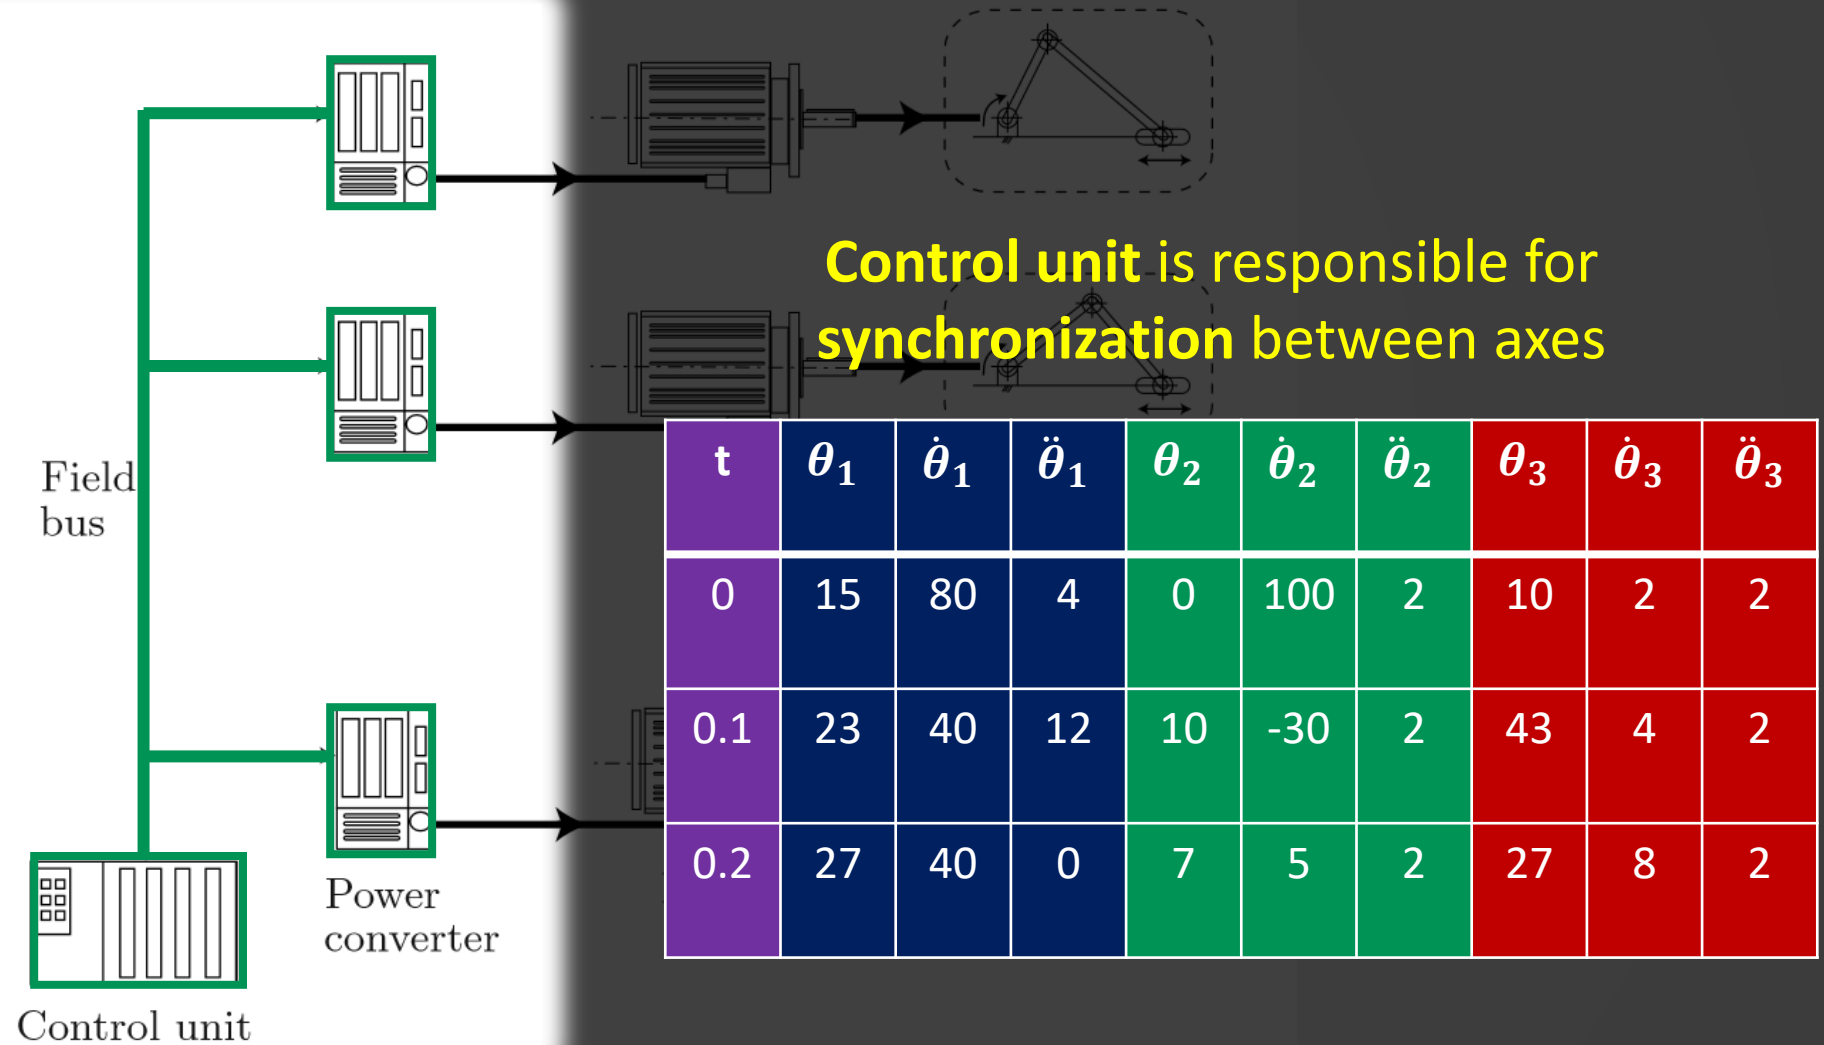 Control unit is responsible for
synchronization between axes
Field
bus
Power
converter
Control unit
t θ₁ θ̇₁ θ̈₁ θ₂ θ̇₂ θ̈₂ θ₃ θ̇₃ θ̈₃
0 15 80 4 0 100 2 10 2 2
0.1 23 40 12 10 -30 2 43 4 2
0.2 27 40 0 7 5 2 27 8 2